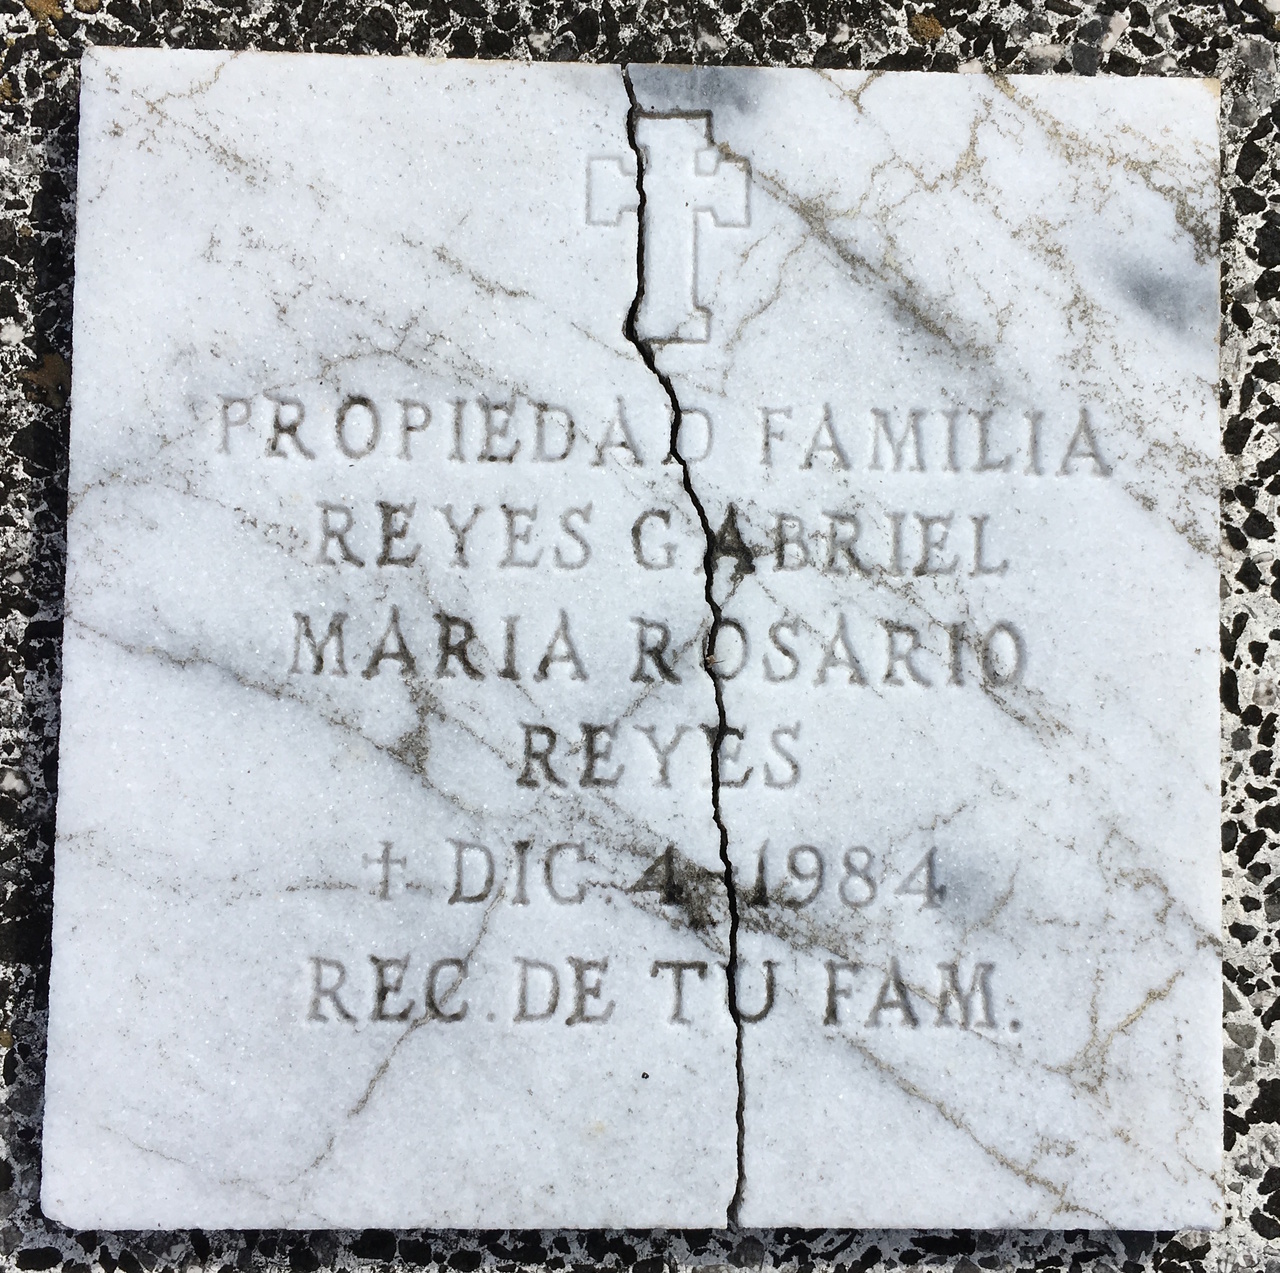 PROPIEDAD FAMILIA
REYES GABRIEL
MARIA ROSARIO
REYES
† DIC. 4 1984
REC. DE TU FAM.